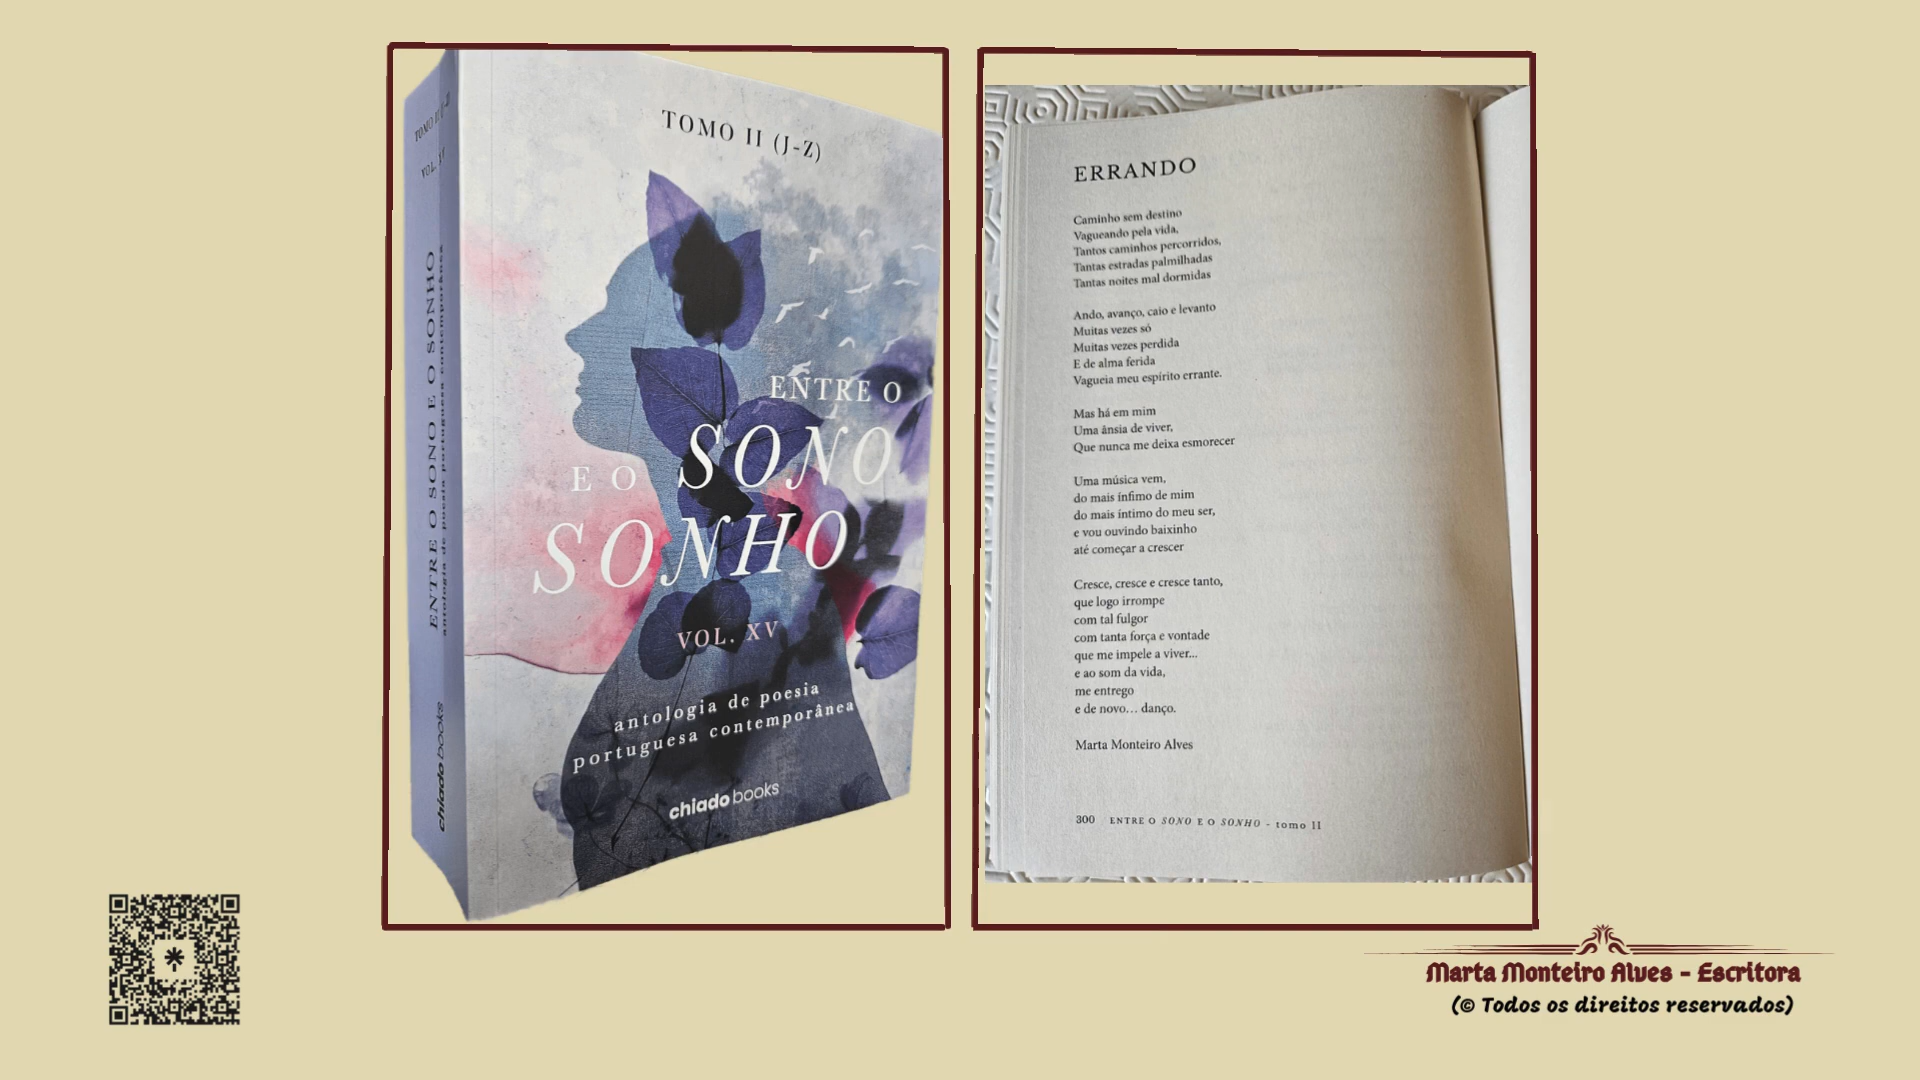 TOMO II (J-Z)
VOL. XV
ENTRE O SONO E O SONHO
antologia de poesia portuguesa contemporânea
chiado books
TOMO II (J-Z)
ENTRE O
SONO
E O
SONHO
VOL. XV
antologia de poesia
portuguesa contemporânea
chiado books
ERRANDO
Caminho sem destino
Vagueando pela vida,
Tantos caminhos percorridos,
Tantas estradas palmilhadas
Tantas noites mal dormidas
Ando, avanço, caio e levanto
Muitas vezes só
Muitas vezes perdida
E de alma ferida
Vagueia meu espírito errante.
Mas há em mim
Uma ânsia de viver,
Que nunca me deixa esmorecer
Uma música vem,
do mais ínfimo de mim
do mais íntimo do meu ser,
e vou ouvindo baixinho
até começar a crescer
Cresce, cresce e cresce tanto,
que logo irrompe
com tal fulgor
com tanta força e vontade
que me impele a viver...
e ao som da vida,
me entrego
e de novo... danço.
Marta Monteiro Alves
300 ENTRE O SONO E O SONHO - tomo II
Marta Monteiro Alves - Escritora
(© Todos os direitos reservados)